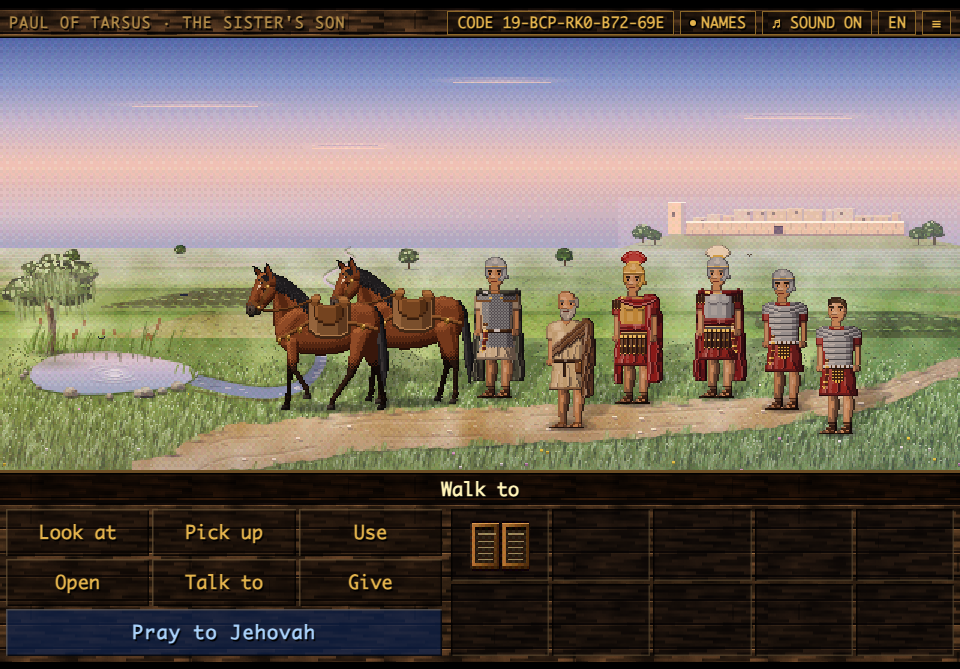 PAUL OF TARSUS · THE SISTER'S SON
CODE 19-BCP-RK0-B72-69E
• NAMES
♬ SOUND ON
EN
≡
Walk to
Look at
Pick up
Use
Open
Talk to
Give
Pray to Jehovah